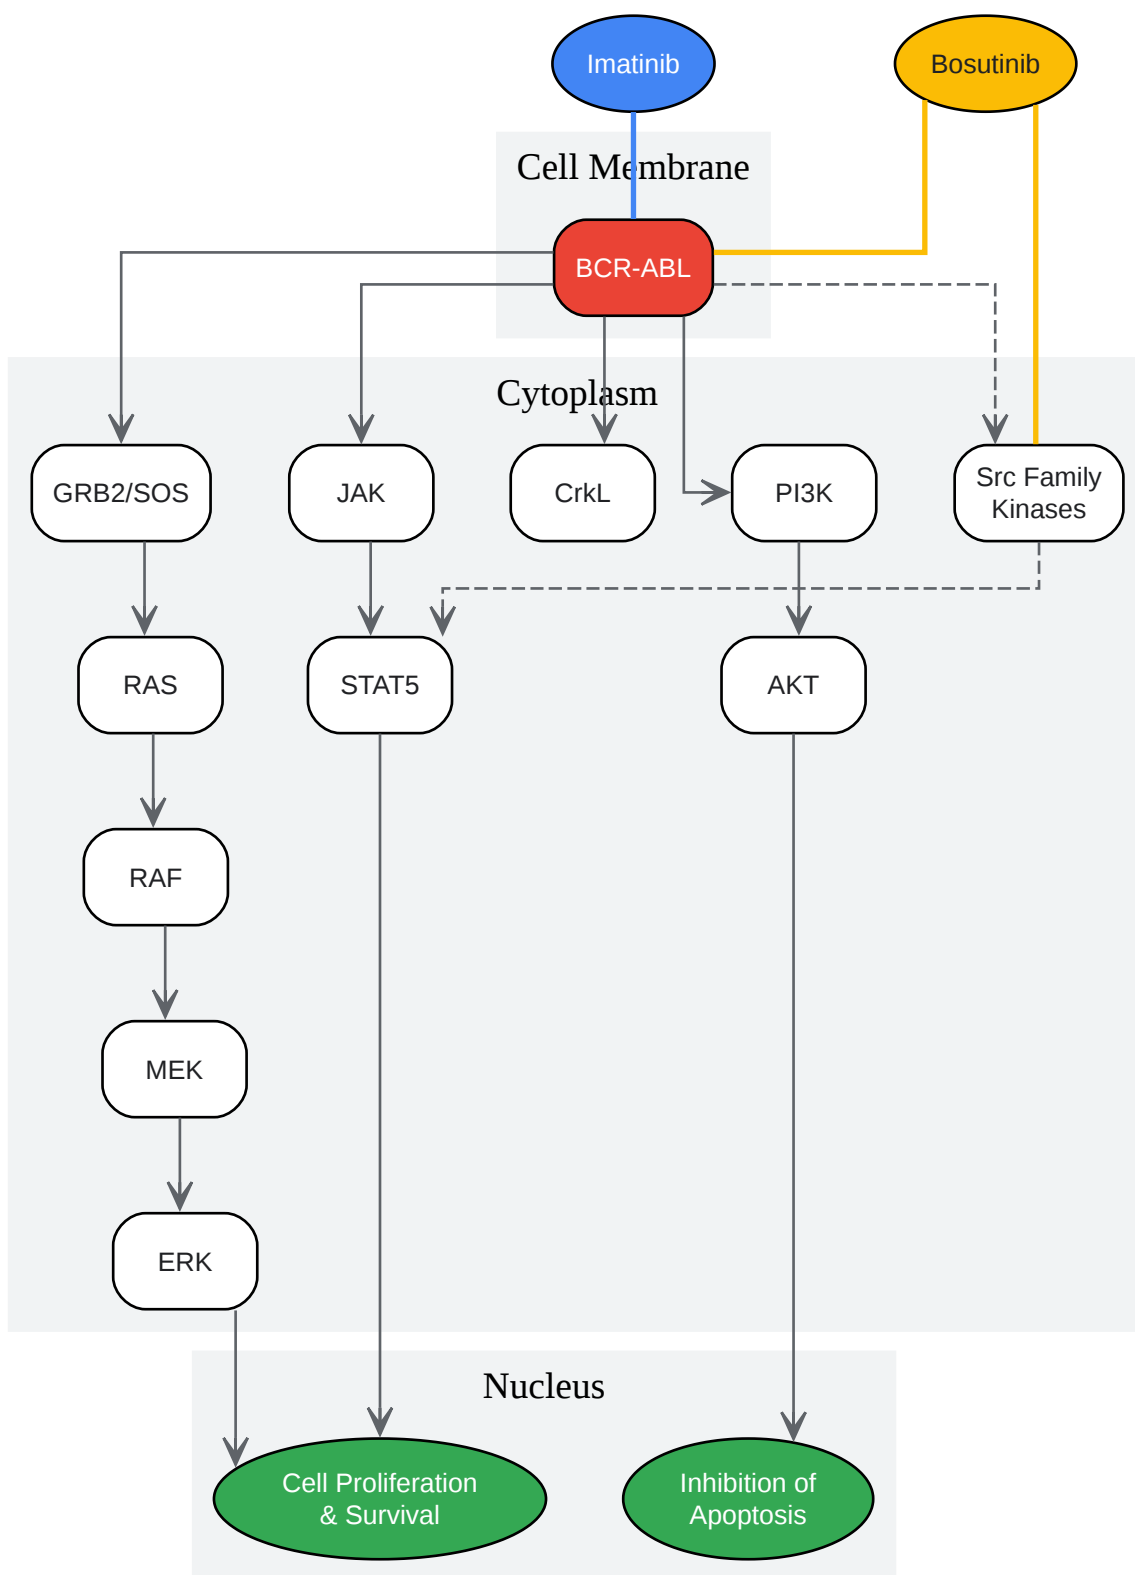 Imatinib
Bosutinib
Cell Membrane
BCR-ABL
Cytoplasm
GRB2/SOS
JAK
CrkL
PI3K
Src Family
Kinases
RAS
STAT5
AKT
RAF
MEK
ERK
Nucleus
Cell Proliferation
& Survival
Inhibition of
Apoptosis